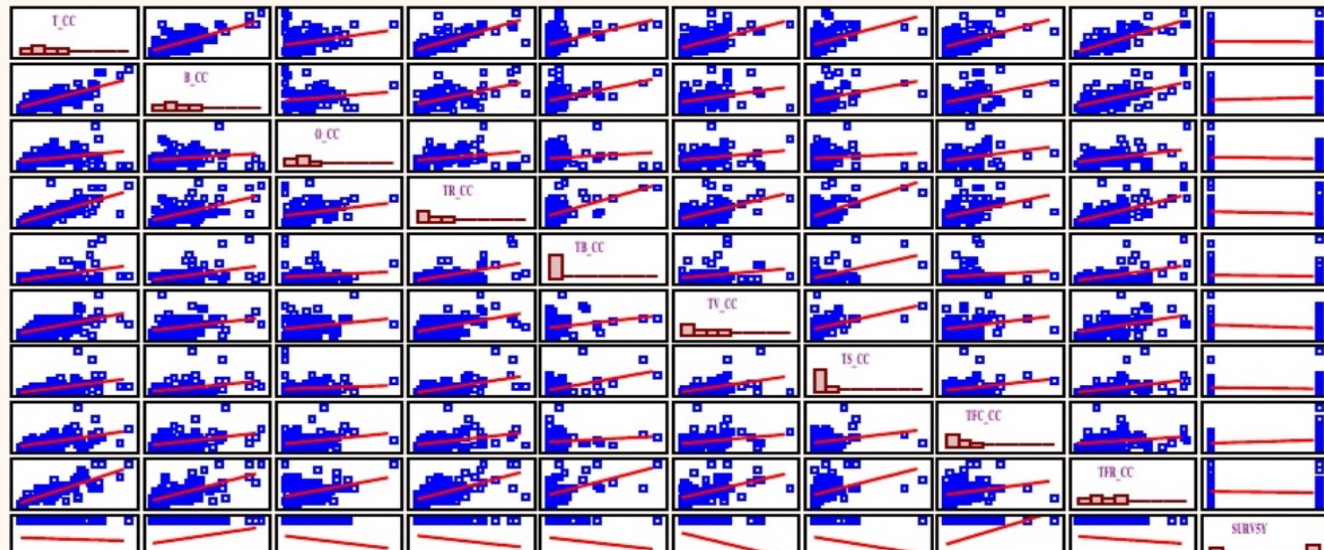 T_CC
B_CC
O_CC
TR_CC
TB_CC
TV_CC
TS_CC
TFC_CC
TFR_CC
SURV5Y